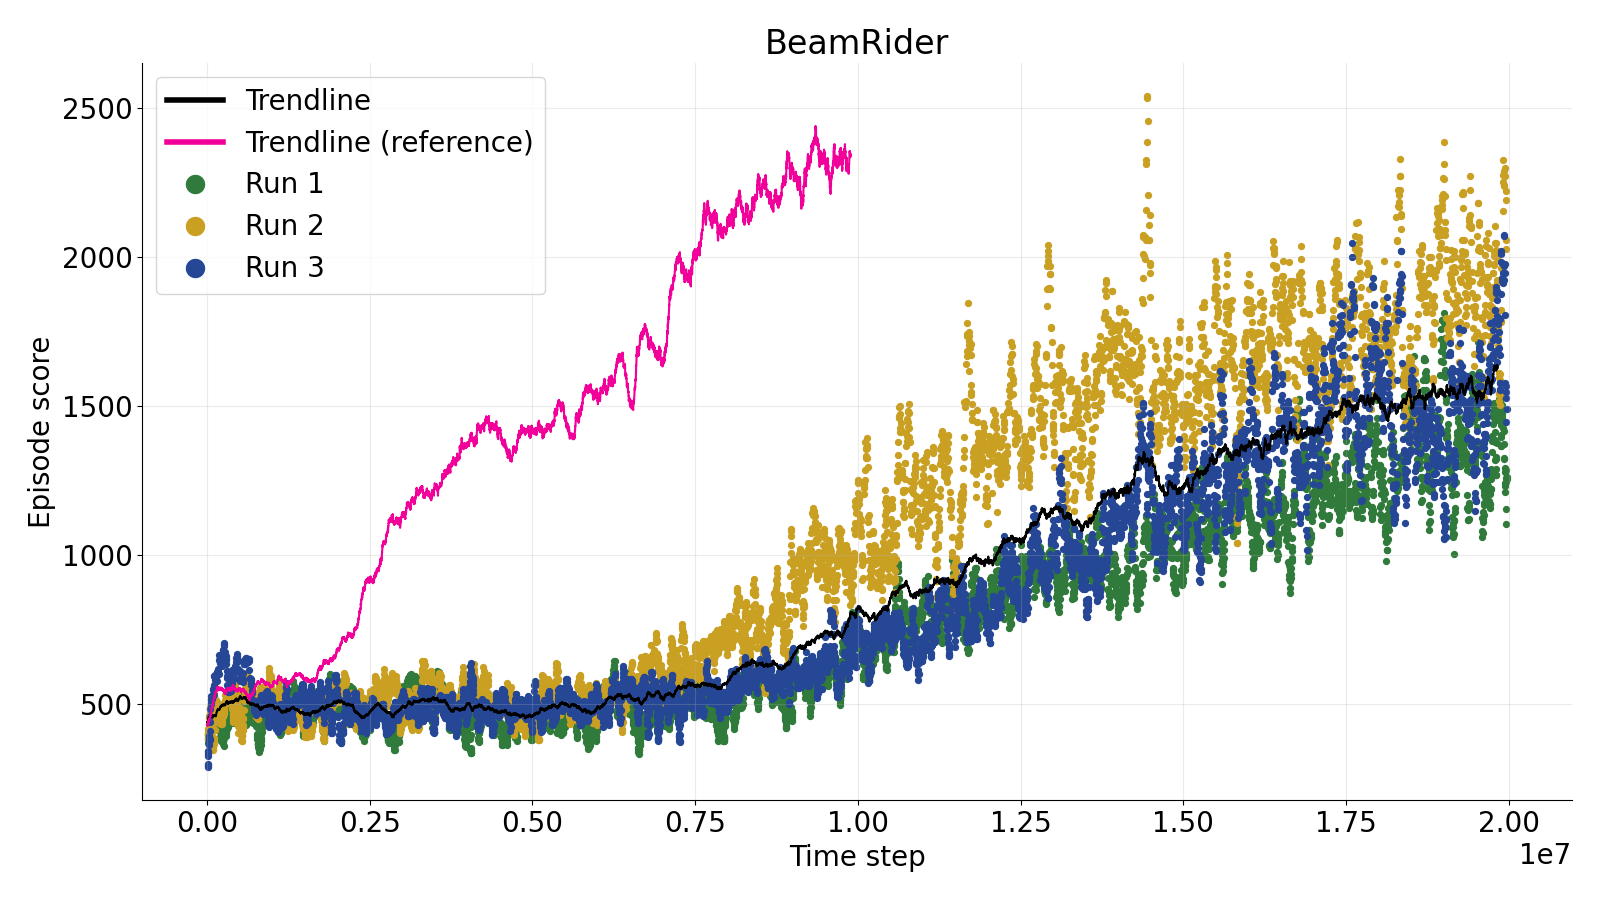 BeamRider
Trendline
Trendline (reference)
Run 1
Run 2
Run 3
Episode score
2500
2000
1500
1000
500
0.00 0.25 0.50 0.75 1.00 1.25 1.50 1.75 2.00
Time step
1e7